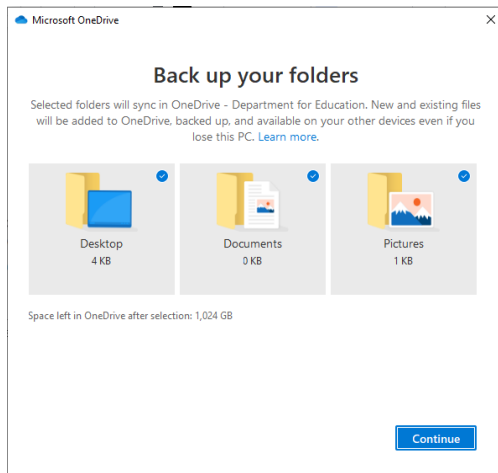 Microsoft OneDrive
Back up your folders
Selected folders will sync in OneDrive - Department for Education. New and existing files
will be added to OneDrive, backed up, and available on your other devices even if you
lose this PC. Learn more.
Desktop
4 KB
Documents
0 KB
Pictures
1 KB
Space left in OneDrive after selection: 1,024 GB
Continue